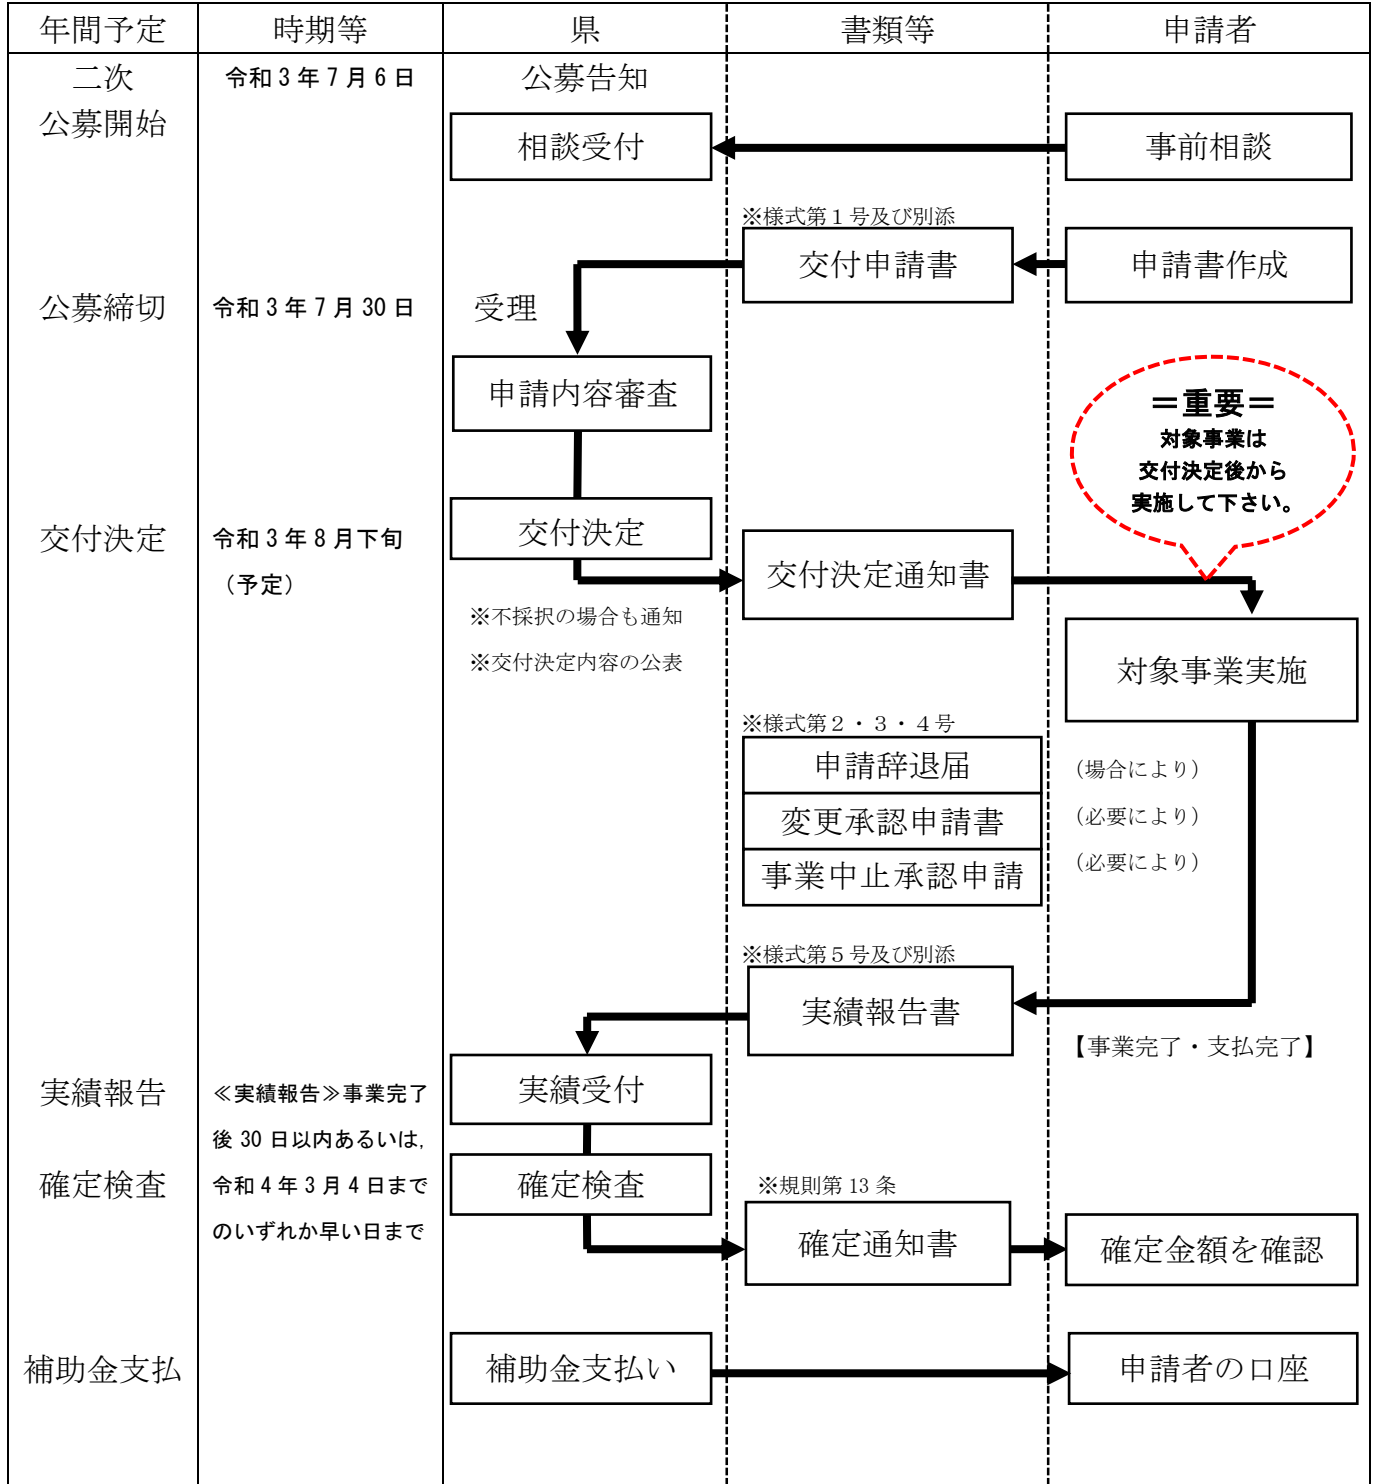 年間予定
時期等
県
書類等
申請者
二次
公募開始
令和3年7月6日
公募告知
相談受付
事前相談
※様式第1号及び別添
交付申請書
申請書作成
公募締切
令和3年7月30日
受理
申請内容審査
＝重要＝
対象事業は
交付決定後から
実施して下さい。
交付決定
令和3年8月下旬
（予定）
交付決定
交付決定通知書
※不採択の場合も通知
※交付決定内容の公表
対象事業実施
※様式第2・3・4号
申請辞退届
（場合により）
変更承認申請書
（必要により）
事業中止承認申請
（必要により）
※様式第5号及び別添
実績報告書
【事業完了・支払完了】
実績報告
≪実績報告≫事業完了
後30日以内あるいは，
令和4年3月4日まで
のいずれか早い日まで
実績受付
確定検査
確定検査
※規則第13条
確定通知書
確定金額を確認
補助金支払
補助金支払い
申請者の口座